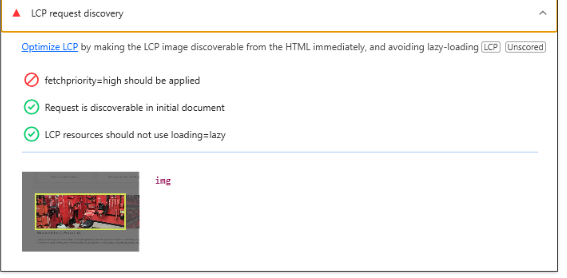 LCP request discovery
Optimize LCP by making the LCP image discoverable from the HTML immediately, and avoiding lazy-loading LCP Unscored
fetchpriority=high should be applied
Request is discoverable in initial document
LCP resources should not use loading=lazy
img